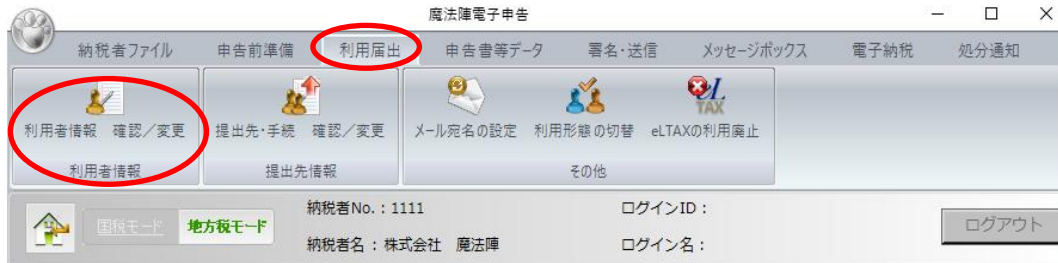 魔法陣電子申告
納税者ファイル 申告前準備 利用届出 申告書等データ 署名・送信 メッセージボックス 電子納税 処分通知
利用者情報 確認／変更 提出先・手続 確認／変更 メール宛名の設定 利用形態の切替 eLTAXの利用廃止
利用者情報 提出先情報 その他
国税モード 地方税モード
納税者No.：1111 ログインID：
納税者名：株式会社 魔法陣 ログイン名：
ログアウト